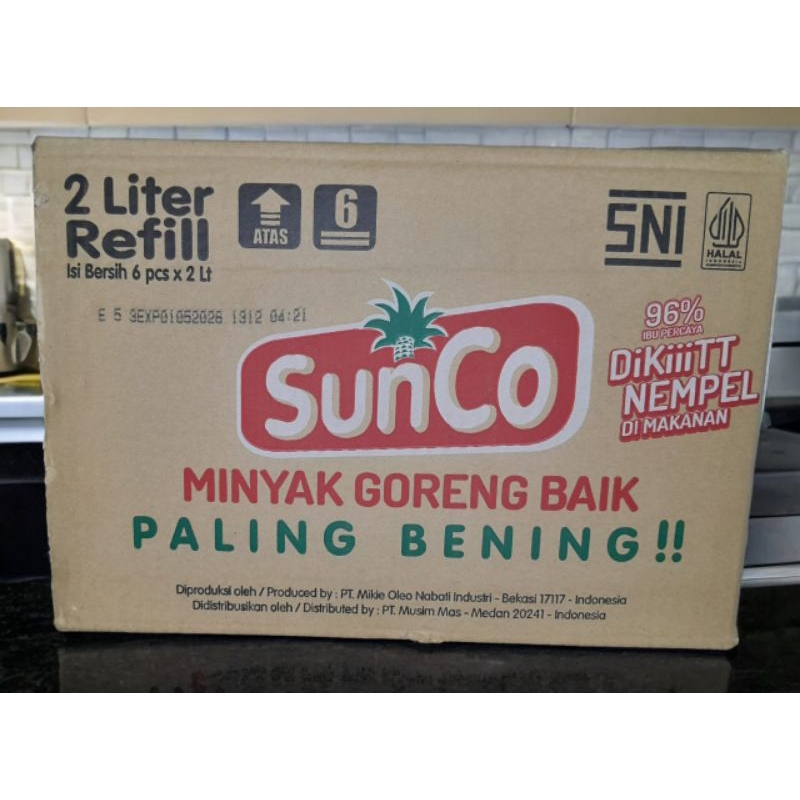 2 Liter
Refill
Isi Bersih 6 pcs x 2 Lt
ATAS
6
SNI
HALAL
INDONESIA
E 5 3EXP01052026 1312 04:21
SunCo
96%
IBU PERCAYA
DiKiiiTT
NEMPEL
DI MAKANAN
MINYAK GORENG BAIK
PALING BENING!!
Diproduksi oleh / Produced by : PT. Mikie Oleo Nabati Industri - Bekasi 17117 - Indonesia
Didistribusikan oleh / Distributed by : PT. Musim Mas - Medan 20241 - Indonesia